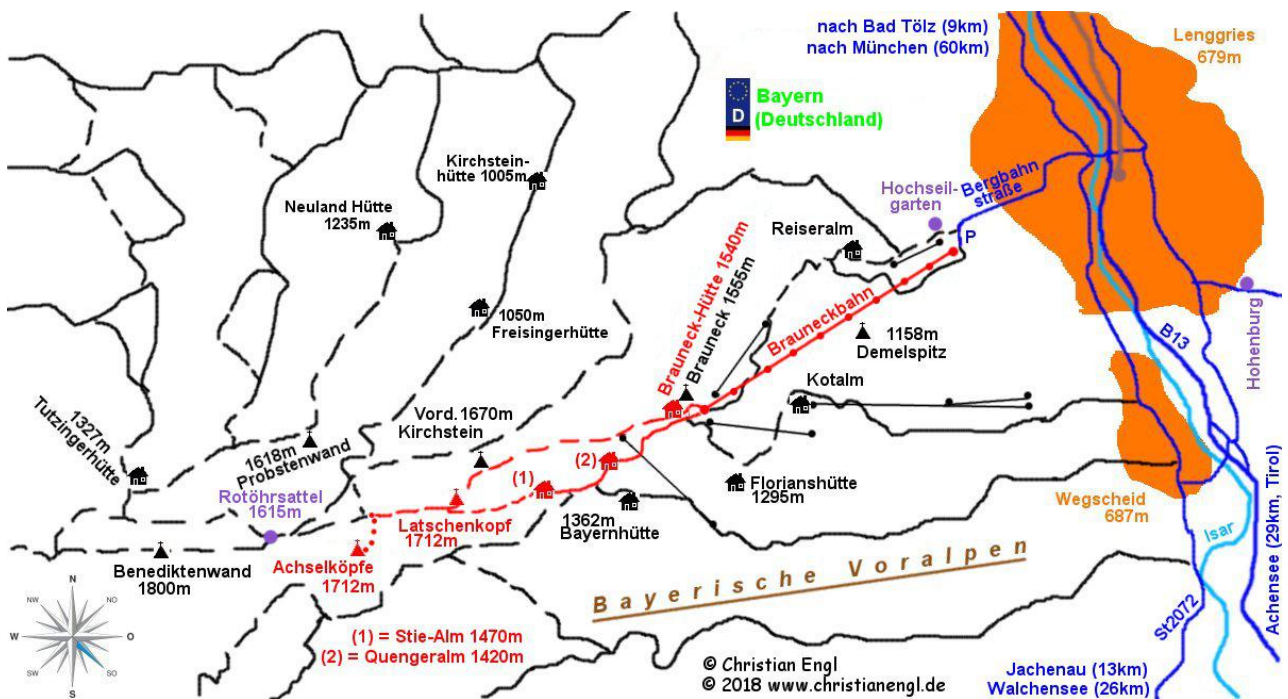 nach Bad Tölz (9km)
nach München (60km)
Lenggries
679m
D
Bayern
(Deutschland)
Kirchstein-
hütte 1005m
Neuland Hütte
1235m
Hochseil-
garten
Bergbahn
straße
P
Reiseralm
Brauneck-Hütte 1540m
Brauneck 1555m
Brauneckbahn
1050m
Freisingerhütte
1158m
Demelspitz
B13
Hohenburg
Kotalm
Vord. 1670m
Kirchstein
1327m
Tutzingerhütte
1618m
Probstenwand
(2)
(1)
Florianshütte
1295m
Rotöhrsattel
1615m
Wegscheid
687m
Latschenkopf
1712m
1362m
Bayernhütte
Isar
Achensee (29km, Tirol)
Benediktenwand
1800m
Achselköpfe
1712m
Bayerische Voralpen
N
NW
NO
W
O
SW
SO
S
St2072
(1) = Stie-Alm 1470m
(2) = Quengeralm 1420m
© Christian Engl
© 2018 www.christianengl.de
Jachenau (13km)
Walchensee (26km)